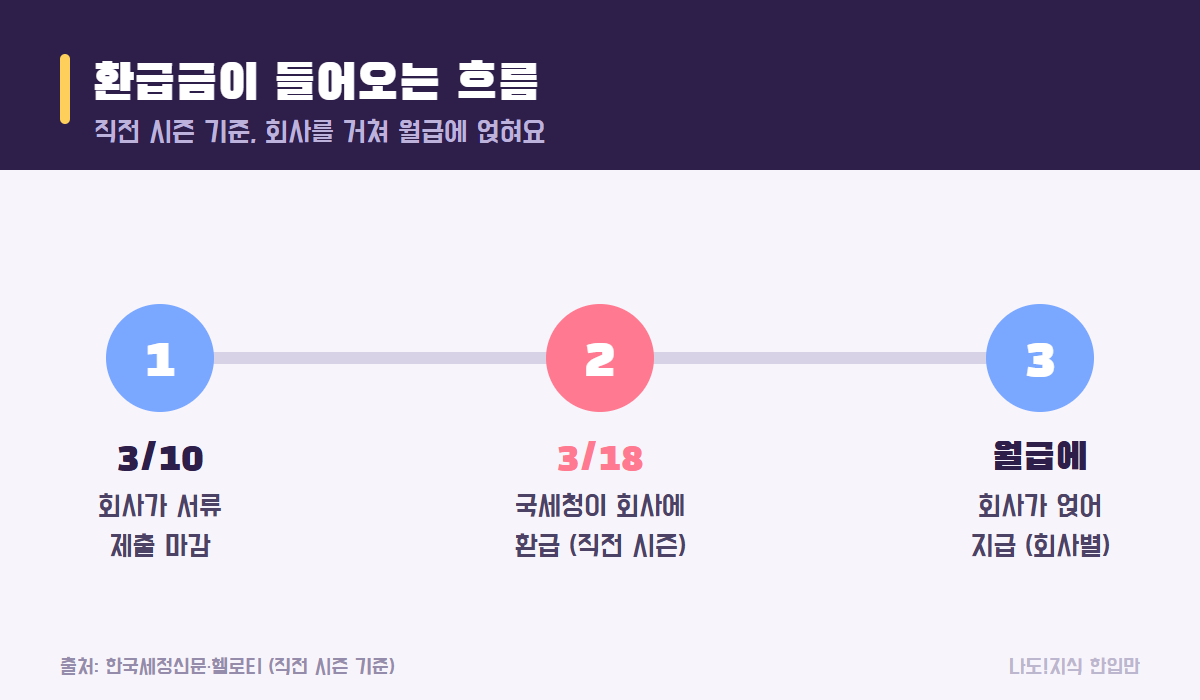 환급금이 들어오는 흐름
직전 시즌 기준, 회사를 거쳐 월급에 얹혀요
1
2
3
3/10
3/18
월급에
회사가 서류
제출 마감
국세청이 회사에
환급 (직전 시즌)
회사가 얹어
지급 (회사별)
출처: 한국세정신문·헬로티 (직전 시즌 기준)
나도!지식 한입만